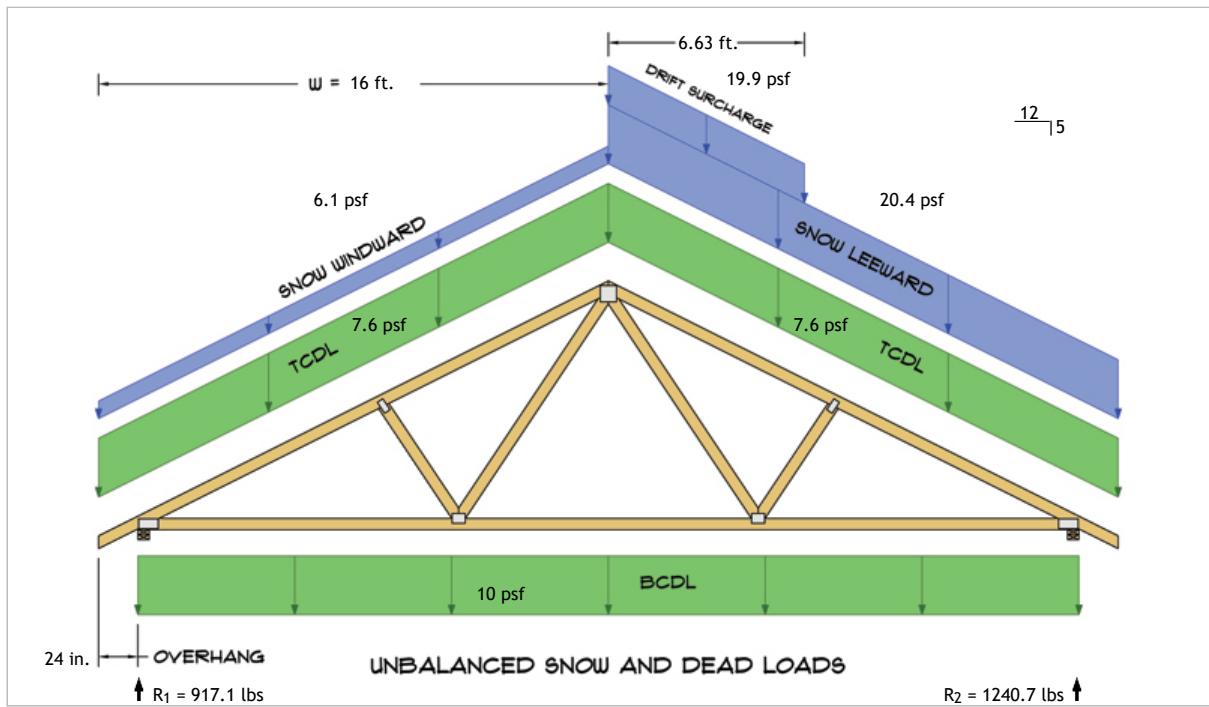 6.63 ft.
W = 16 ft.
DRIFT SURCHARGE
19.9 psf
12
5
6.1 psf
20.4 psf
SNOW WINDWARD
SNOW LEEWARD
7.6 psf
7.6 psf
TCDL
TCDL
10 psf
BCDL
24 in.
OVERHANG
UNBALANCED SNOW AND DEAD LOADS
R1 = 917.1 lbs
R2 = 1240.7 lbs